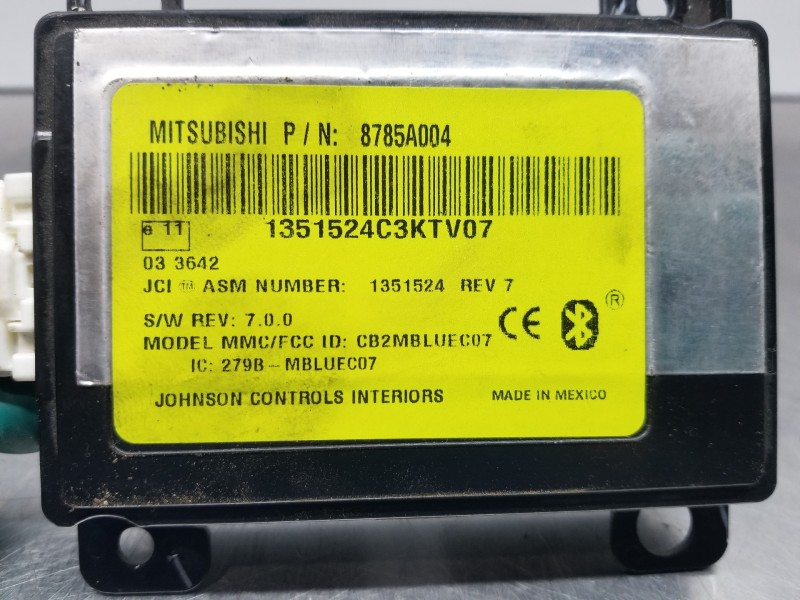 MITSUBISHI P / N: 8785A004
1351524C3KTV07
e 11
03 3642
JCI ASM NUMBER: 1351524 REV 7
S/W REV: 7.0.0
MODEL MMC/FCC ID: CB2MBLUEC07
IC: 279B-MBLUEC07
CE ®
JOHNSON CONTROLS INTERIORS MADE IN MEXICO